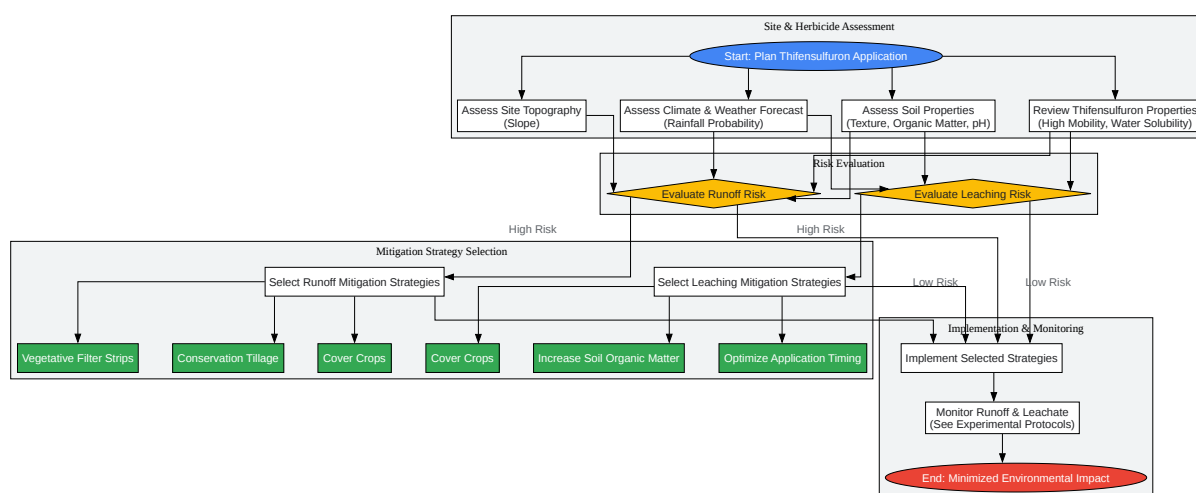 Site & Herbicide Assessment
Start: Plan Thifensulfuron Application
Assess Site Topography
(Slope)
Assess Climate & Weather Forecast
(Rainfall Probability)
Assess Soil Properties
(Texture, Organic Matter, pH)
Review Thifensulfuron Properties
(High Mobility, Water Solubility)
Risk Evaluation
Evaluate Runoff Risk
Evaluate Leaching Risk
High Risk
High Risk
Mitigation Strategy Selection
Select Runoff Mitigation Strategies
Select Leaching Mitigation Strategies
Low Risk
Low Risk
Vegetative Filter Strips
Conservation Tillage
Cover Crops
Cover Crops
Increase Soil Organic Matter
Optimize Application Timing
Implementation & Monitoring
Implement Selected Strategies
Monitor Runoff & Leachate
(See Experimental Protocols)
End: Minimized Environmental Impact